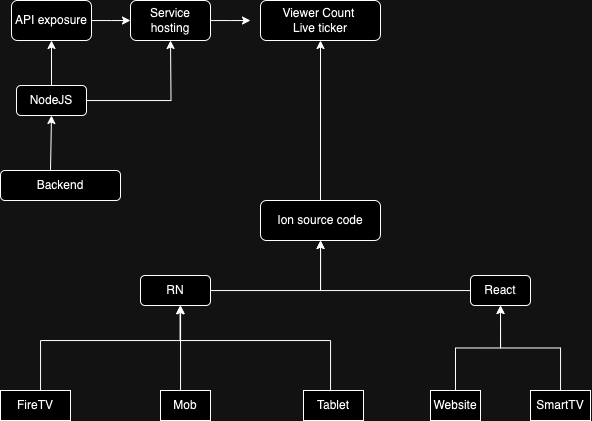 API exposure
Service
hosting
Viewer Count
Live ticker
NodeJS
Backend
Ion source code
RN
React
FireTV
Mob
Tablet
Website
SmartTV